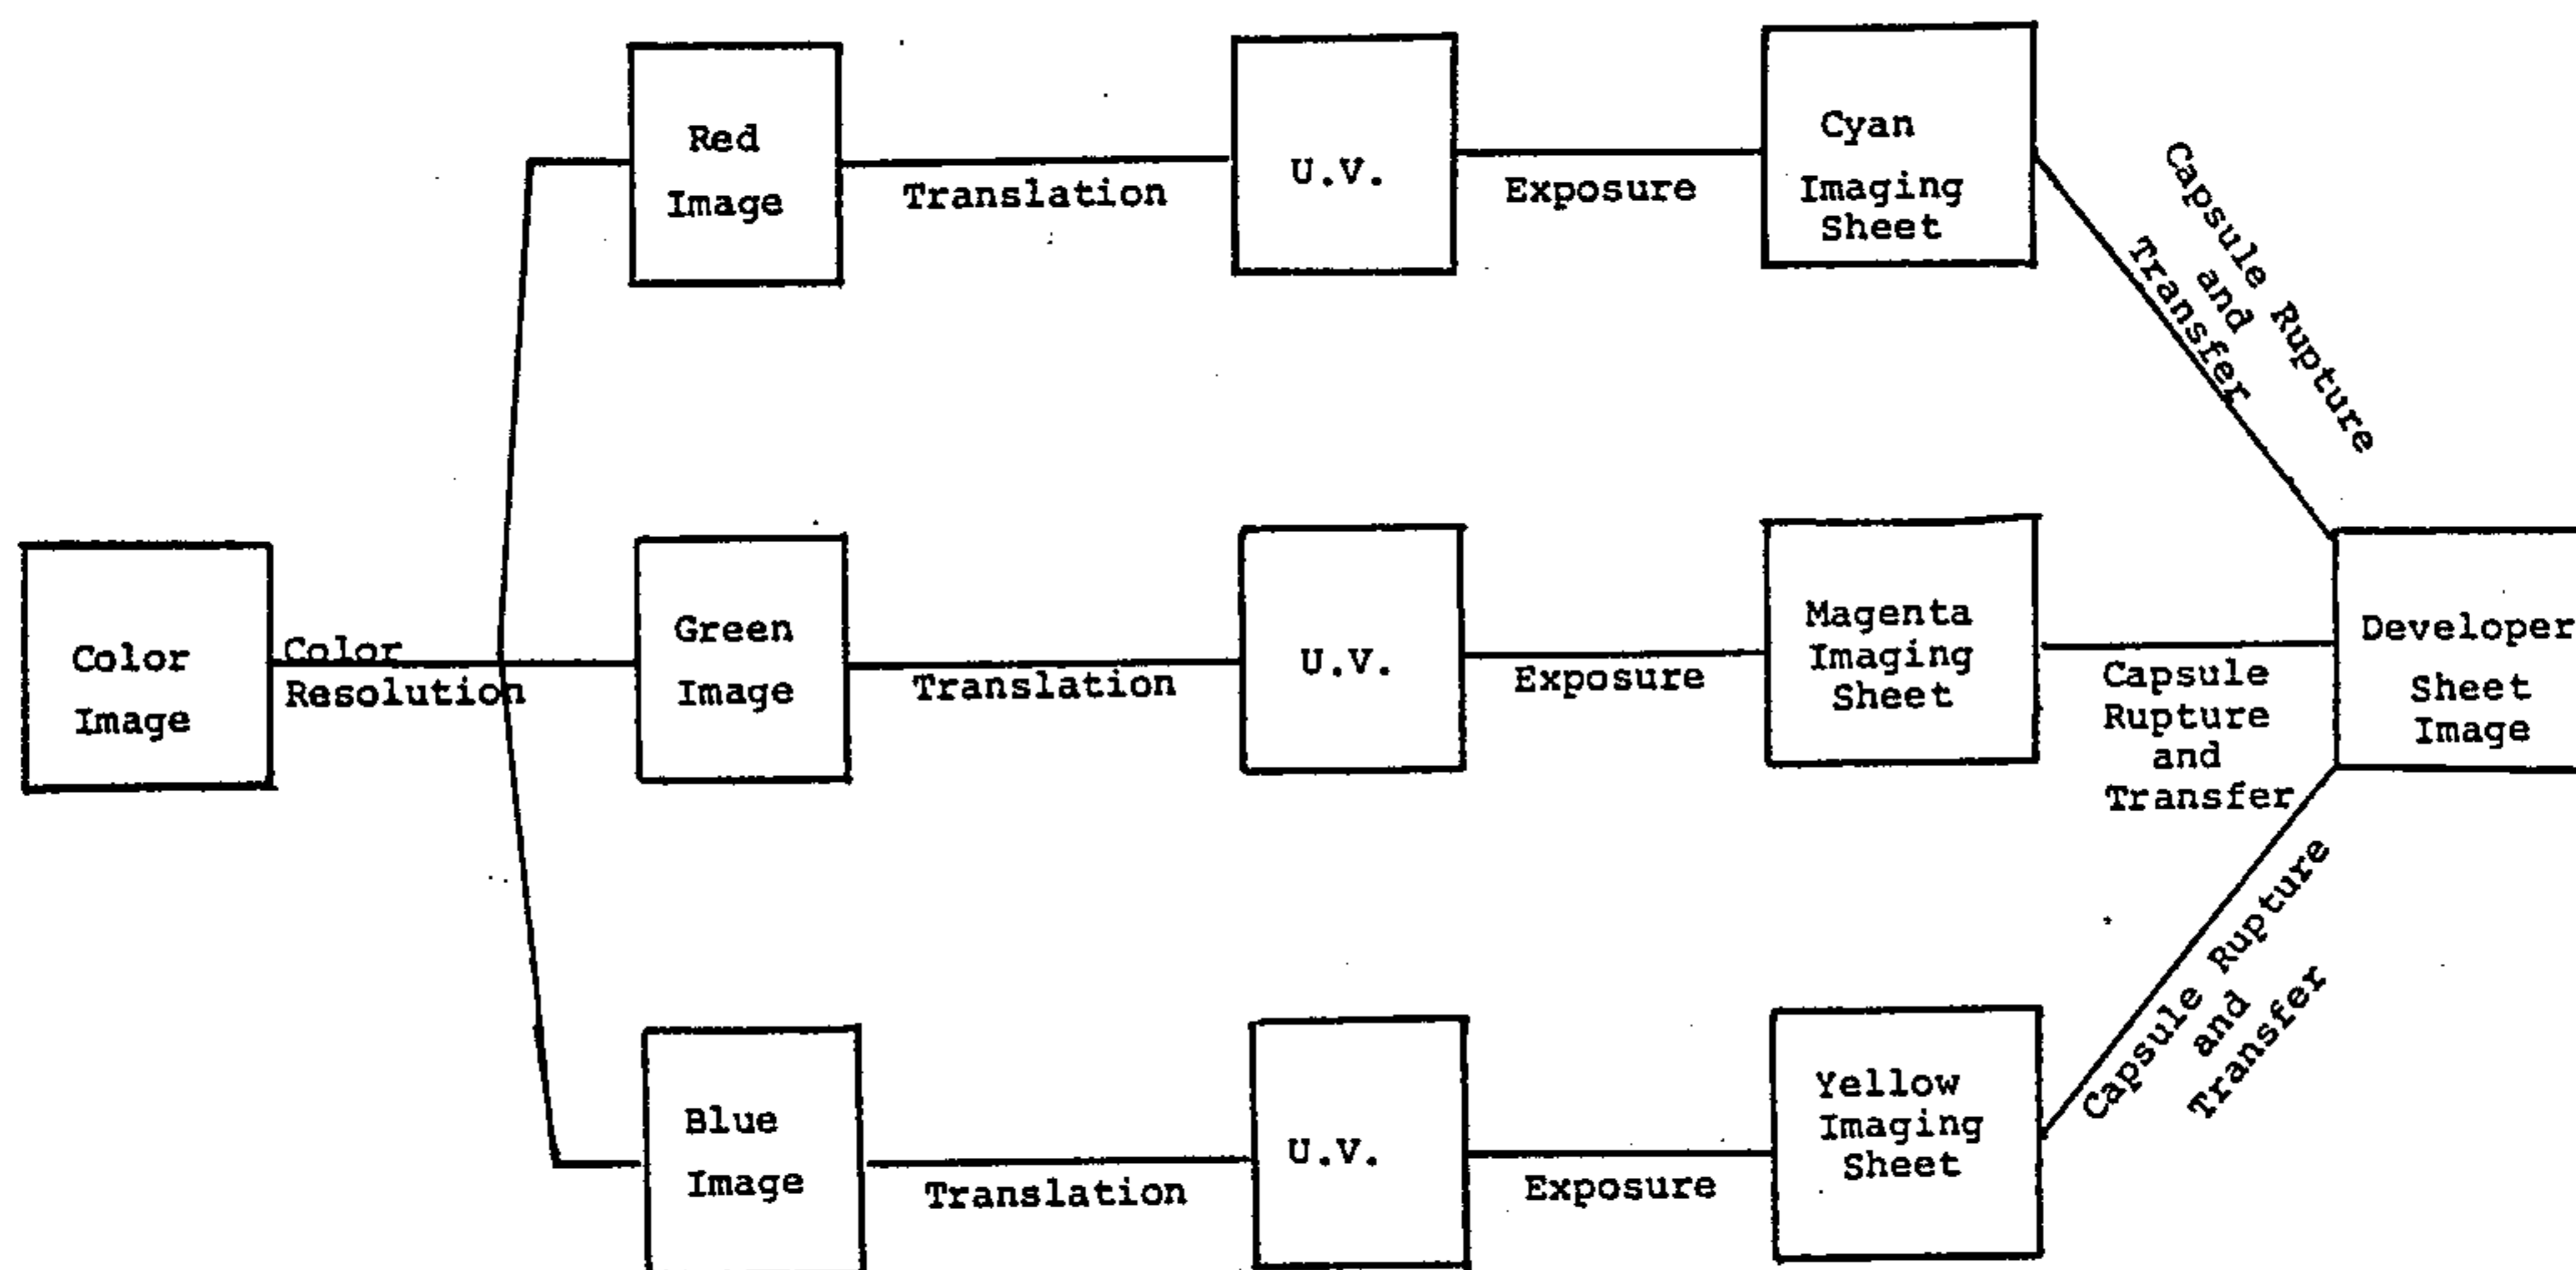 Red
Image
Translation
U.V.
Exposure
Cyan
Imaging
Sheet
Capsule Rupture
and
Transfer
Color
Image
Color
Resolution
Green
Image
Translation
U.V.
Exposure
Magenta
Imaging
Sheet
Capsule
Rupture
and
Transfer
Developer
Sheet
Image
Blue
Image
Translation
U.V.
Exposure
Yellow
Imaging
Sheet
Capsule Rupture
and
Transfer